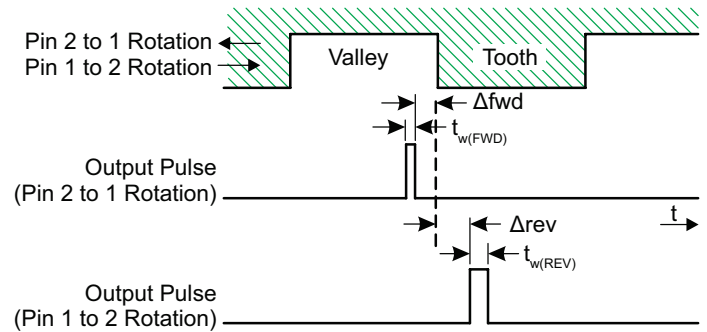 Pin 2 to 1 Rotation
Pin 1 to 2 Rotation
Valley
Tooth
Δfwd
tw(FWD)
Output Pulse
(Pin 2 to 1 Rotation)
t
Δrev
tw(REV)
Output Pulse
(Pin 1 to 2 Rotation)